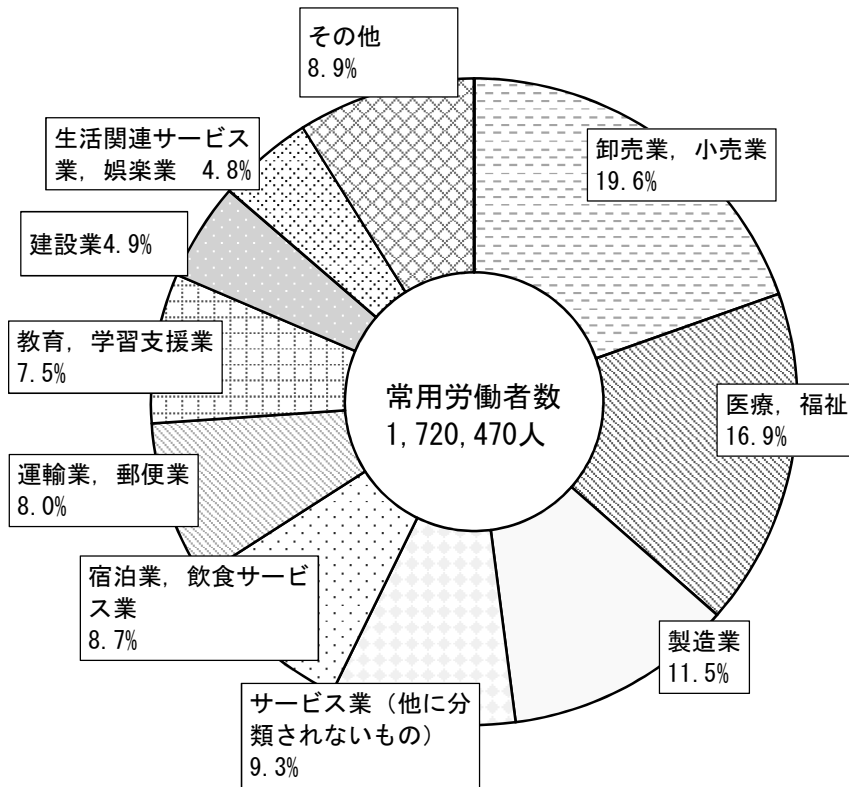 その他
8.9%
卸売業，小売業
19.6%
医療，福祉
16.9%
製造業
11.5%
サービス業（他に分
類されないもの）
9.3%
宿泊業，飲食サービ
ス業
8.7%
運輸業，郵便業
8.0%
教育，学習支援業
7.5%
建設業4.9%
生活関連サービス
業，娯楽業 4.8%
常用労働者数
1,720,470人